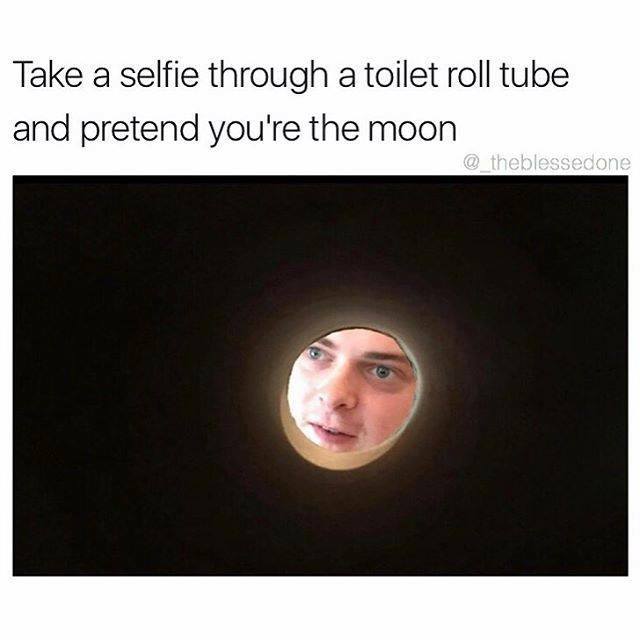 Take a selfie through a toilet roll tube
and pretend you're the moon
@_theblessedone